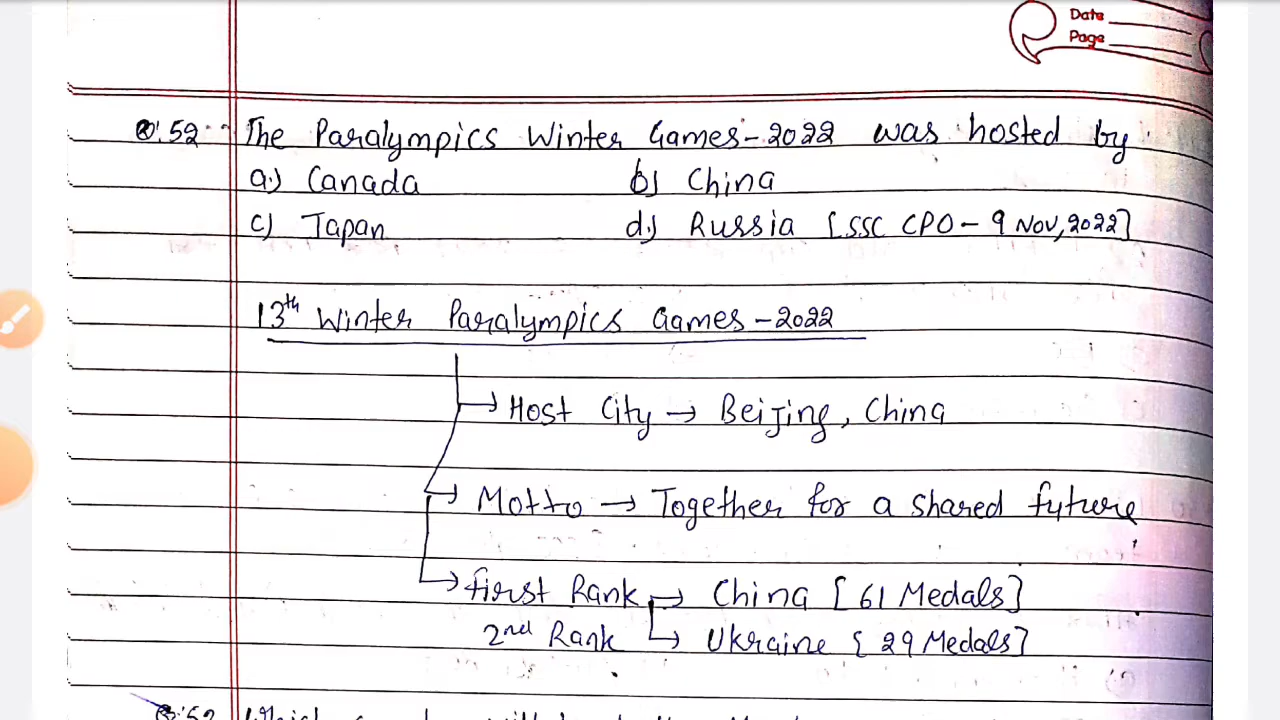 Date
Page
Q.52 The Paralympics Winter Games-2022 was hosted by
a.) Canada b) China
c) Japan d.) Russia [SSC CPO - 9 Nov, 2022]
13th Winter Paralympics Games -2022
→ Host City → Beijing, China
→ Motto → Together for a shared future
→ First Rank → China [61 Medals]
2nd Rank → Ukraine [29 Medals]